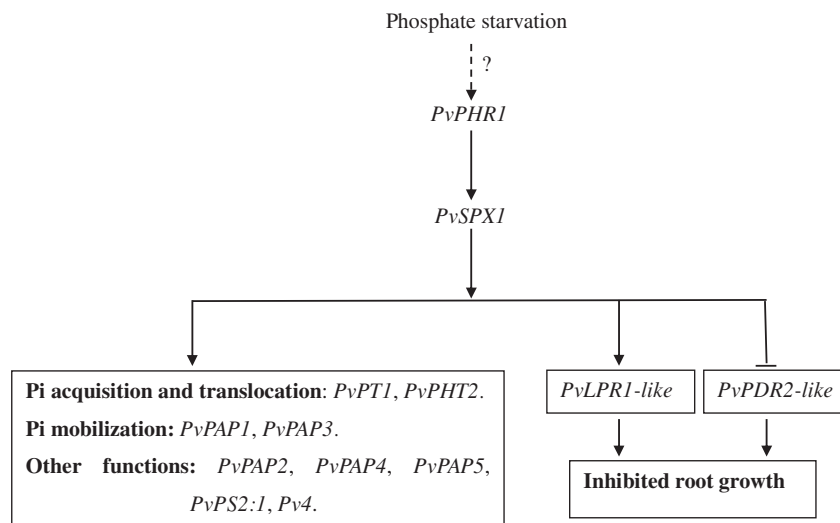 Phosphate starvation
?
PvPHR1
PvSPX1
Pi acquisition and translocation: PvPT1, PvPHT2.
Pi mobilization: PvPAP1, PvPAP3.
Other functions: PvPAP2, PvPAP4, PvPAP5,
PvPS2:1, Pv4.
PvLPR1-like
PvPDR2-like
Inhibited root growth